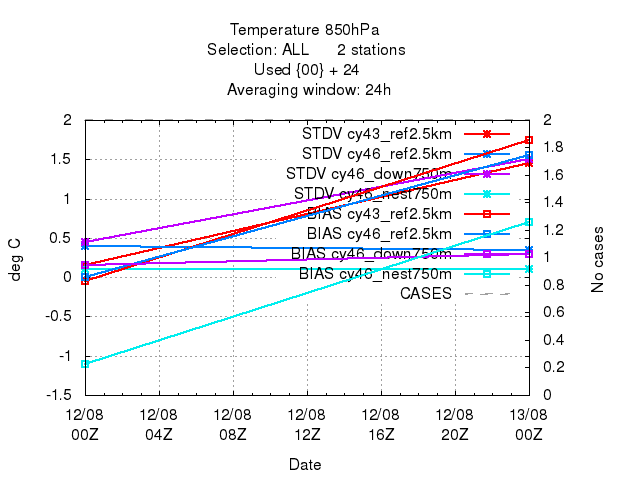 Temperature 850hPa
Selection: ALL 2 stations
Used {00} + 24
Averaging window: 24h
2
1.5
1
0.5
0
-0.5
-1
-1.5
deg C
2
1.8
1.6
1.4
1.2
1
0.8
0.6
0.4
0.2
0
No cases
STDV cy43_ref2.5km
STDV cy46_ref2.5km
STDV cy46_down750m
STDV cy46_nest750m
BIAS cy43_ref2.5km
BIAS cy46_ref2.5km
BIAS cy46_down750m
BIAS cy46_nest750m
CASES
12/08 12/08 12/08 12/08 12/08 12/08 13/08
00Z 04Z 08Z 12Z 16Z 20Z 00Z
Date